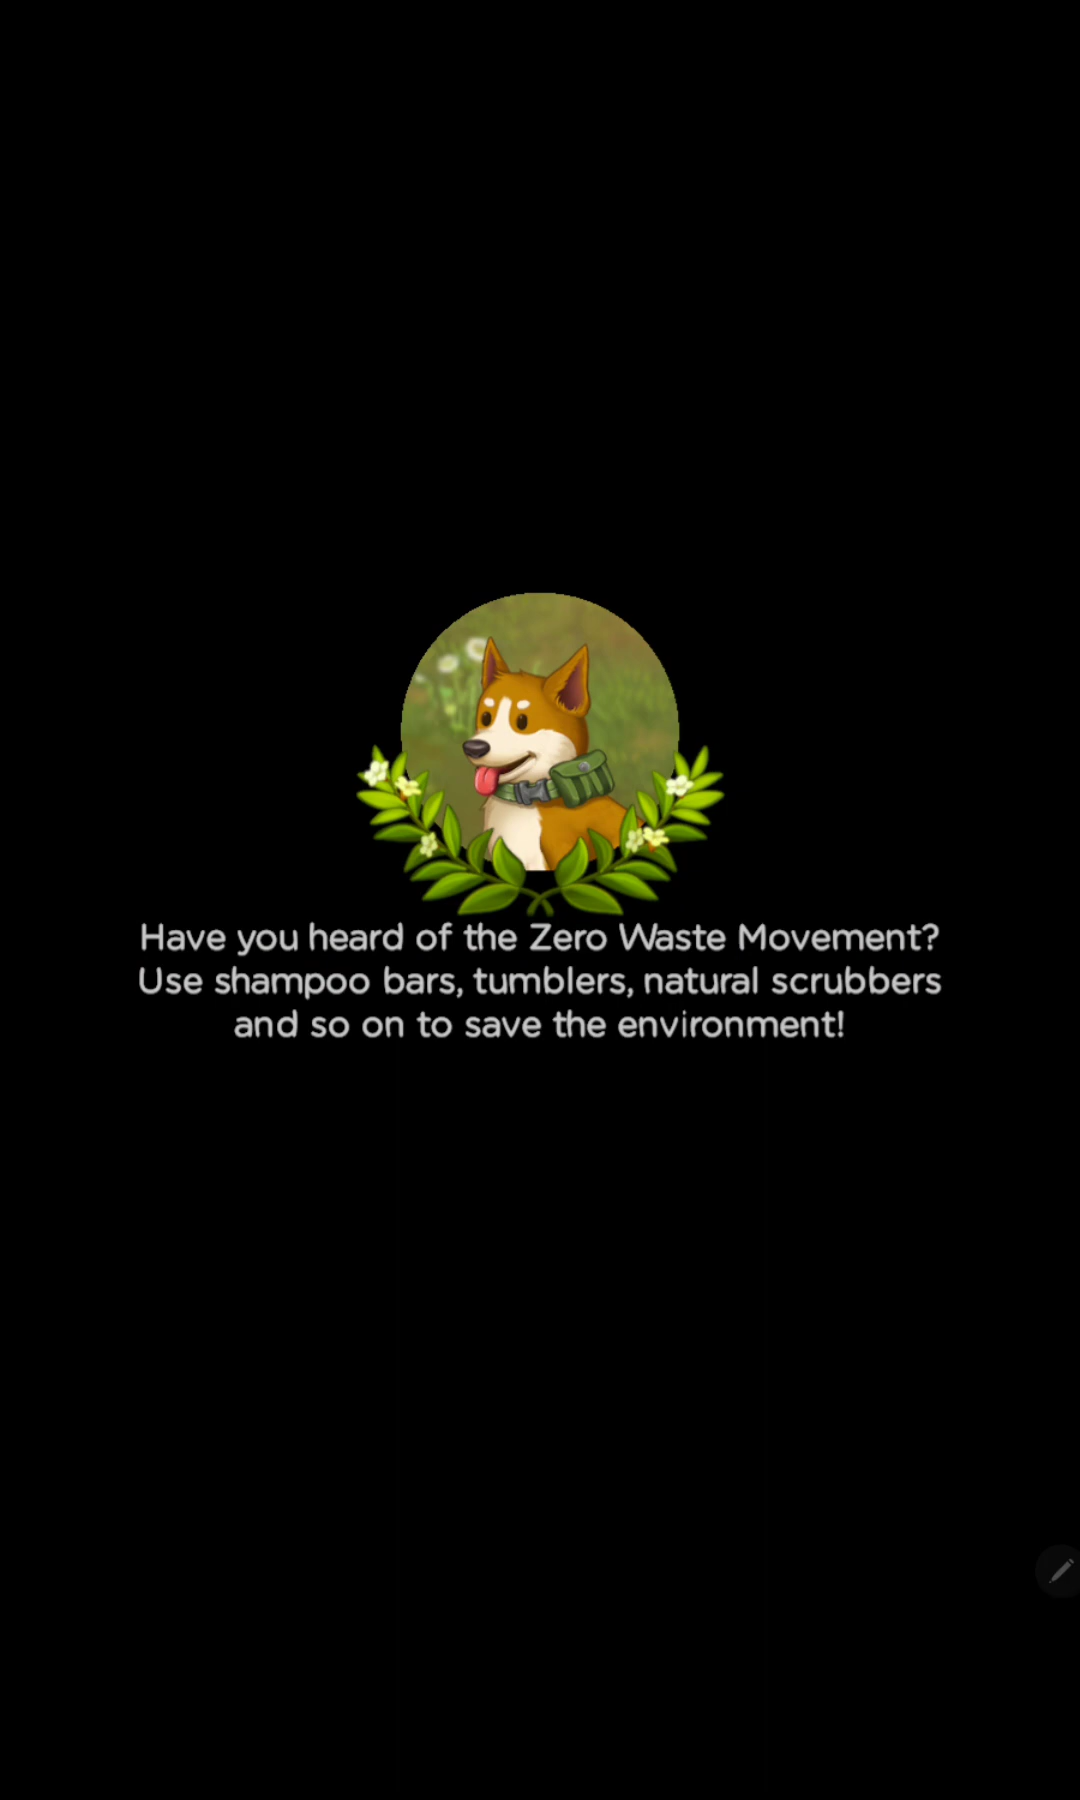 Have you heard of the Zero Waste Movement?
Use shampoo bars, tumblers, natural scrubbers
and so on to save the environment!